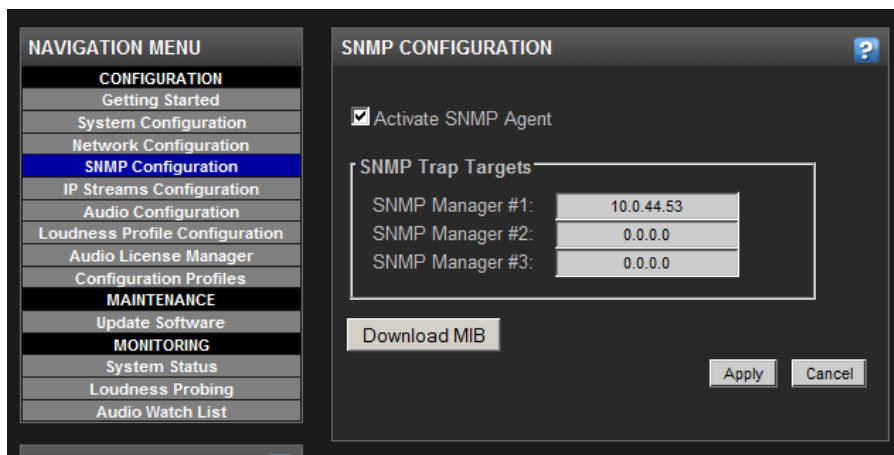 NAVIGATION MENU
CONFIGURATION
Getting Started
System Configuration
Network Configuration
SNMP Configuration
IP Streams Configuration
Audio Configuration
Loudness Profile Configuration
Audio License Manager
Configuration Profiles
MAINTENANCE
Update Software
MONITORING
System Status
Loudness Probing
Audio Watch List
SNMP CONFIGURATION
?
Activate SNMP Agent
SNMP Trap Targets
SNMP Manager #1: 10.0.44.53
SNMP Manager #2: 0.0.0.0
SNMP Manager #3: 0.0.0.0
Download MIB
Apply Cancel